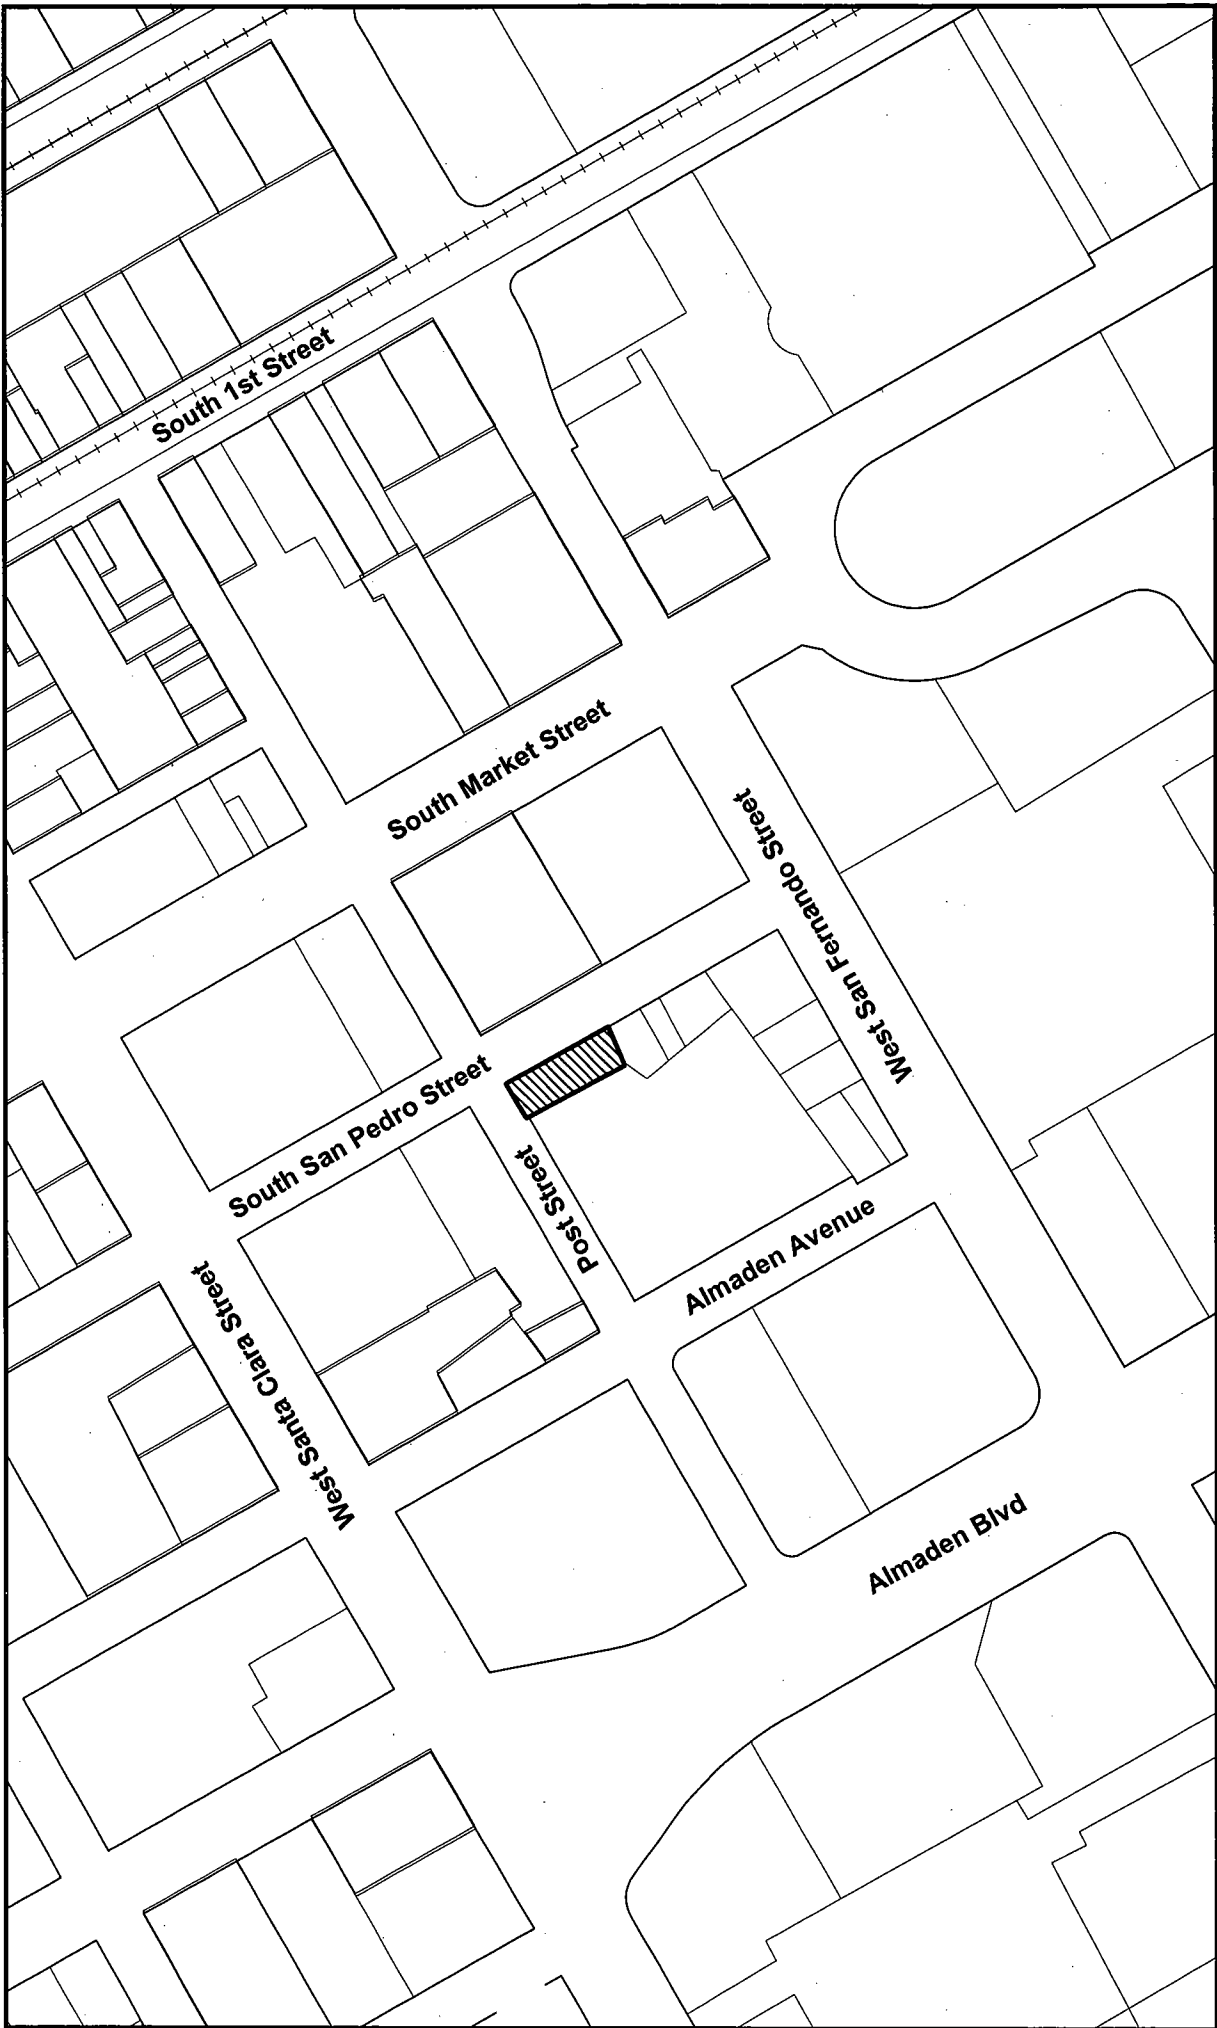 South 1st Street
South Market Street
West San Fernando Street
South San Pedro Street
Post Street
Almaden Avenue
West Santa Clara Street
Almaden Blvd